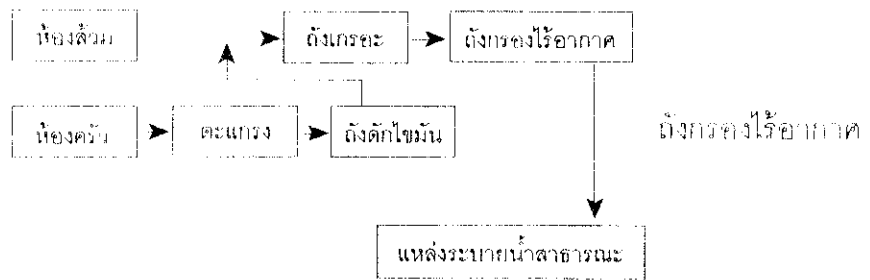 ห้องส้วม
ถังเกรอะ
ถังกรองไร้อากาศ
ห้องครัว
ตะแกรง
ถังดักไขมัน
ถังกรองไร้อากาศ
แหล่งระบายน้ำสาธารณะ